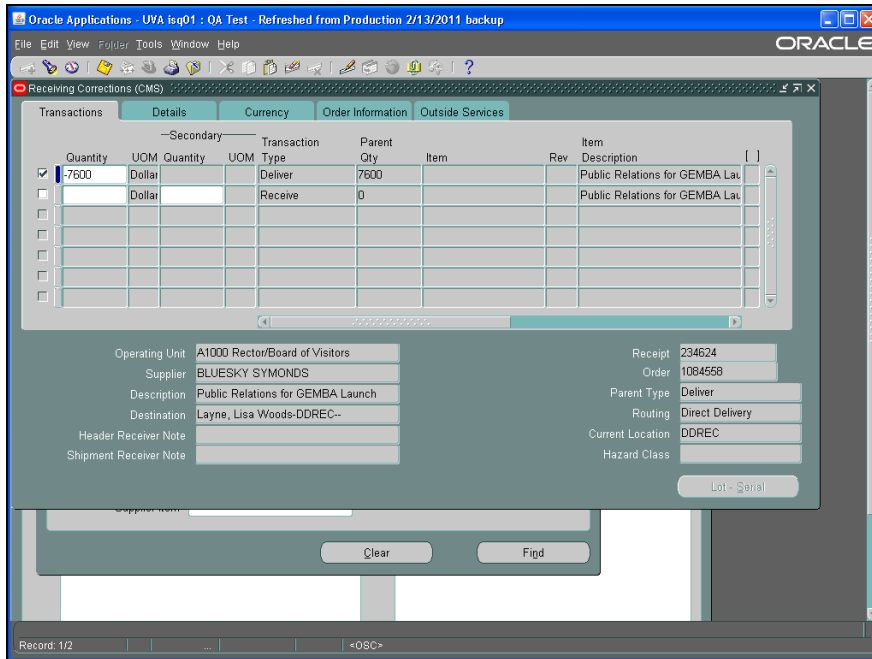 Oracle Applications - UVA isq01 : QA Test - Refreshed from Production 2/13/2011 backup
File Edit View Folder Tools Window Help
ORACLE
Receiving Corrections (CMS)
Transactions Details Currency Order Information Outside Services
Secondary
Transaction Parent Item
Quantity UOM Quantity UOM Type Qty Item Rev Description [ ]
-7600 Dollar Deliver 7600 Public Relations for GEMBA Lau
Dollar Receive 0 Public Relations for GEMBA Lau
Operating Unit A1000 Rector/Board of Visitors Receipt 234624
Supplier BLUESKY SYMONDS Order 1084558
Description Public Relations for GEMBA Launch Parent Type Deliver
Destination Layne, Lisa Woods-DDREC-- Routing Direct Delivery
Header Receiver Note Current Location DDREC
Shipment Receiver Note Hazard Class
Lot - Serial
Supplier Item
Clear Find
Record: 1/2 ... <OSC>